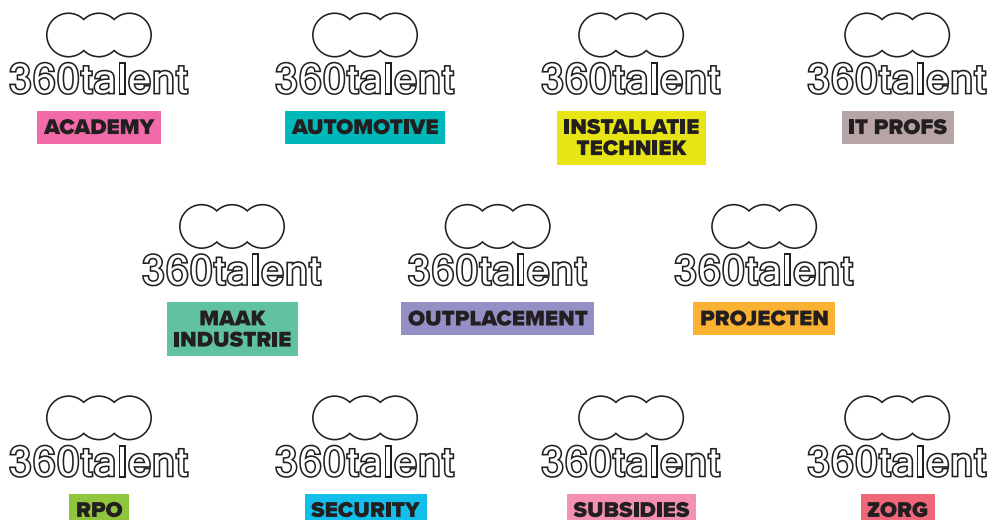 360talent 360talent 360talent 360talent
ACADEMY AUTOMOTIVE INSTALLATIE TECHNIEK IT PROFS
360talent 360talent 360talent
MAAK INDUSTRIE OUTPLACEMENT PROJECTEN
360talent 360talent 360talent 360talent
RPO SECURITY SUBSIDIES ZORG